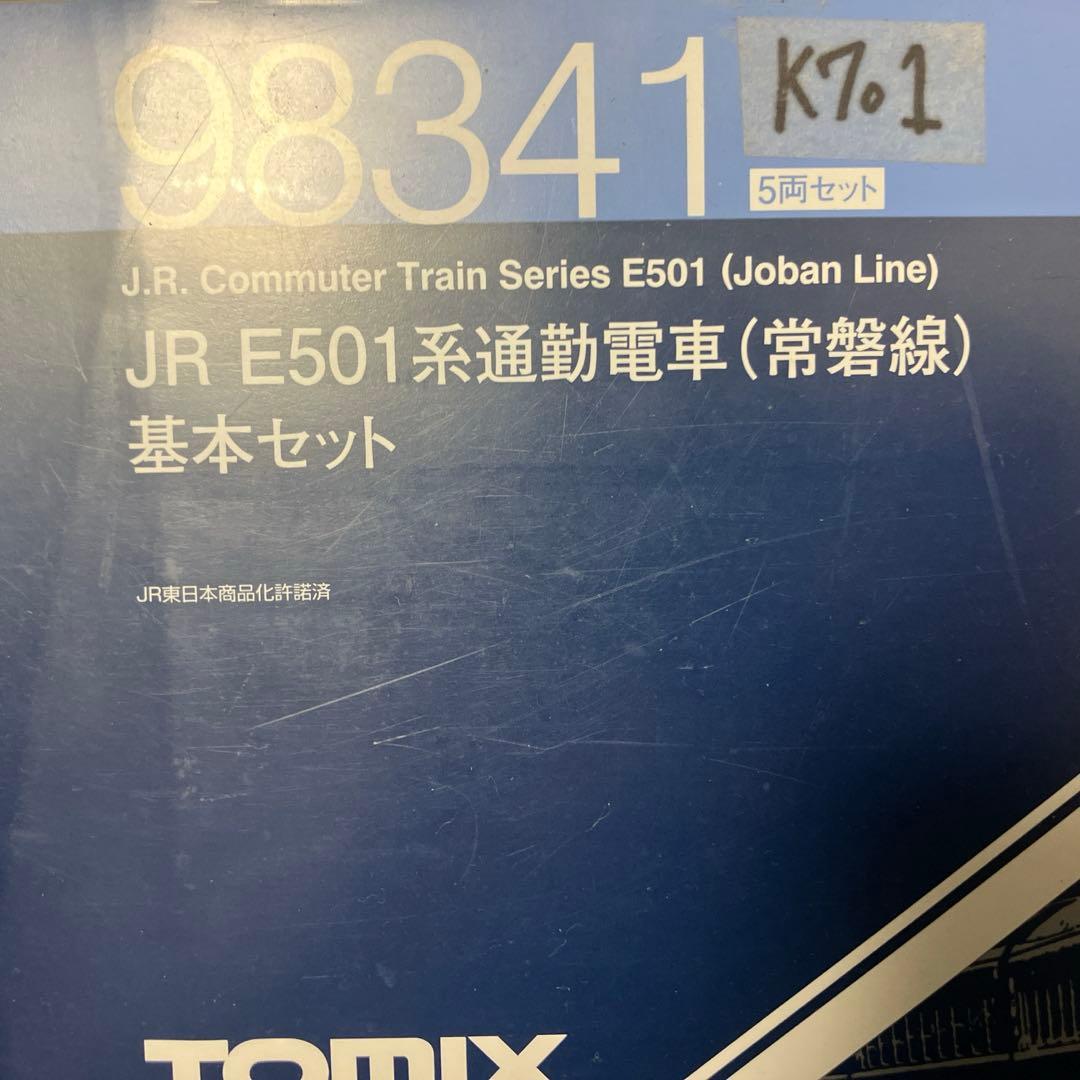 98341
K7.1
5両セット
J.R. Commuter Train Series E501 (Joban Line)
JR E501系通勤電車(常磐線)
基本セット
JR東日本商品化許諾済
TOMIX